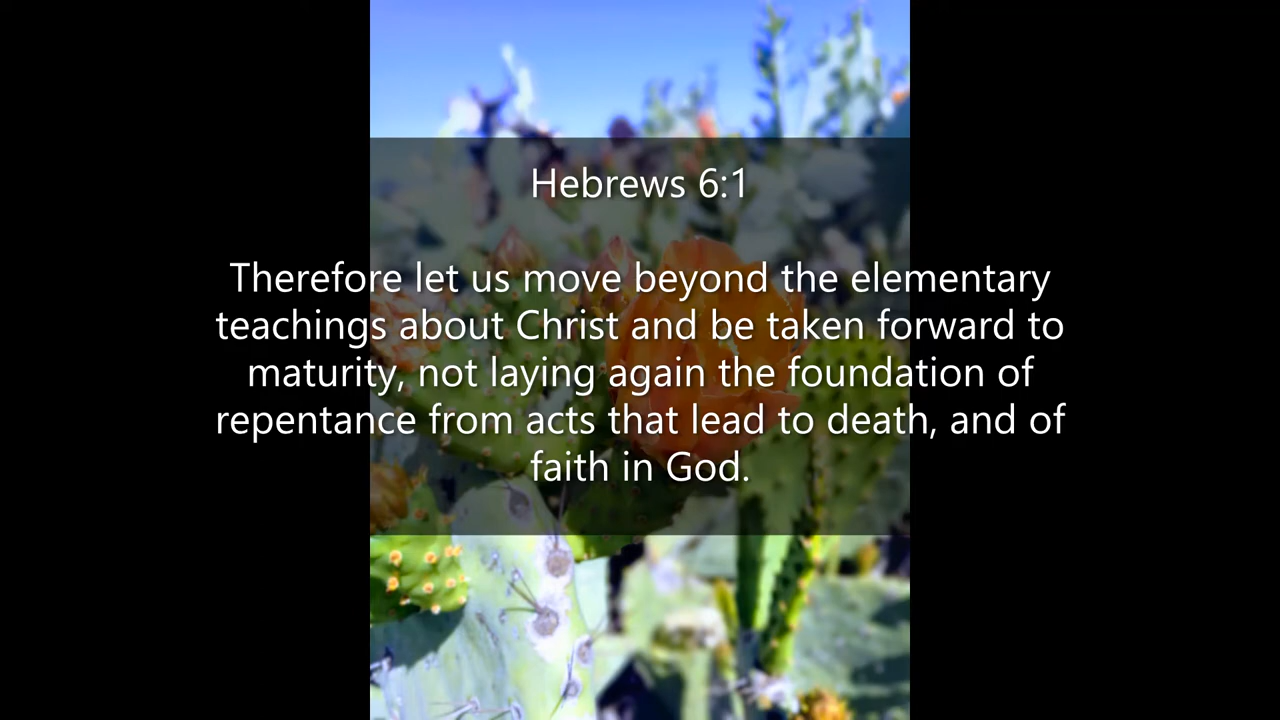 Hebrews 6:1
Therefore let us move beyond the elementary
teachings about Christ and be taken forward to
maturity, not laying again the foundation of
repentance from acts that lead to death, and of
faith in God.